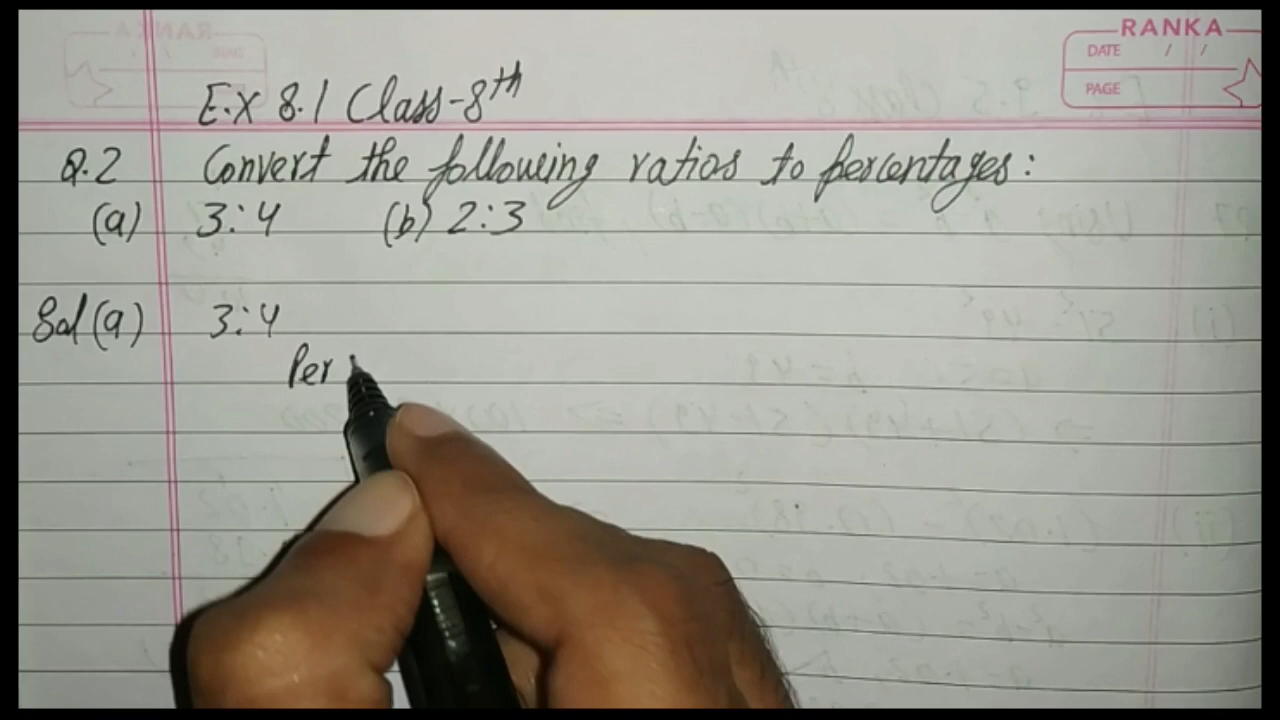 RANKA
DATE / /
PAGE
E.X 8.1 Class-8th
Q.2 Convert the following ratios to percentages:
(a) 3:4 (b) 2:3
Sol(a) 3:4
Per